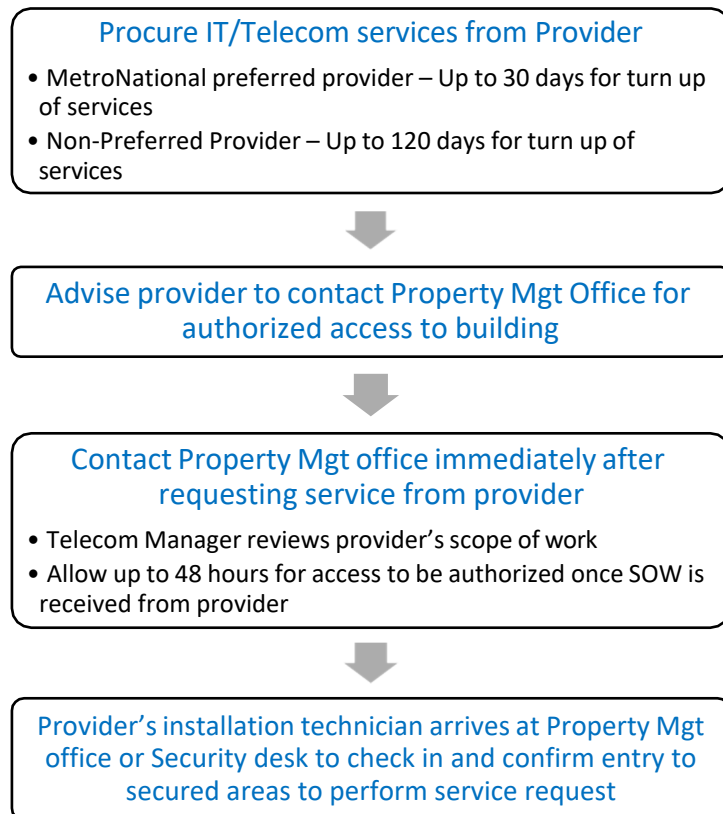 Procure IT/Telecom services from Provider
• MetroNational preferred provider – Up to 30 days for turn up
of services
• Non-Preferred Provider – Up to 120 days for turn up of
services
Advise provider to contact Property Mgt Office for
authorized access to building
Contact Property Mgt office immediately after
requesting service from provider
• Telecom Manager reviews provider’s scope of work
• Allow up to 48 hours for access to be authorized once SOW is
received from provider
Provider’s installation technician arrives at Property Mgt
office or Security desk to check in and confirm entry to
secured areas to perform service request